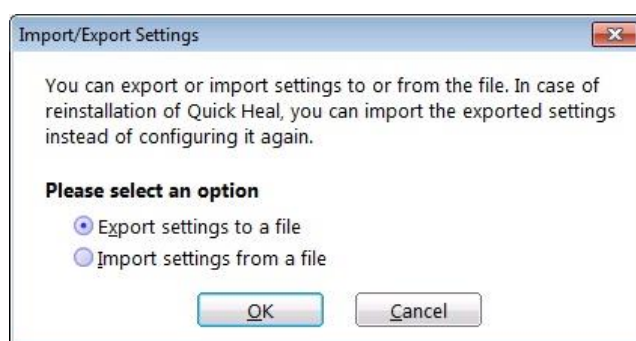 Import/Export Settings
You can export or import settings to or from the file. In case of
reinstallation of Quick Heal, you can import the exported settings
instead of configuring it again.
Please select an option
Export settings to a file
Import settings from a file
OK Cancel